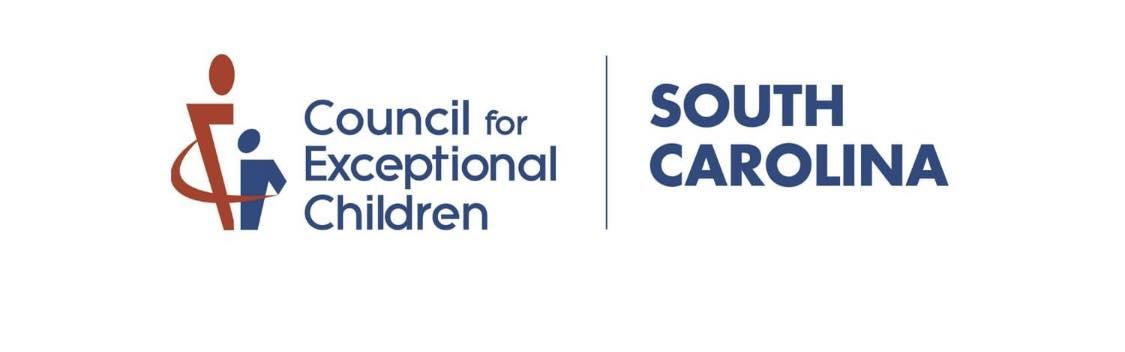 Council for
Exceptional
Children
SOUTH
CAROLINA